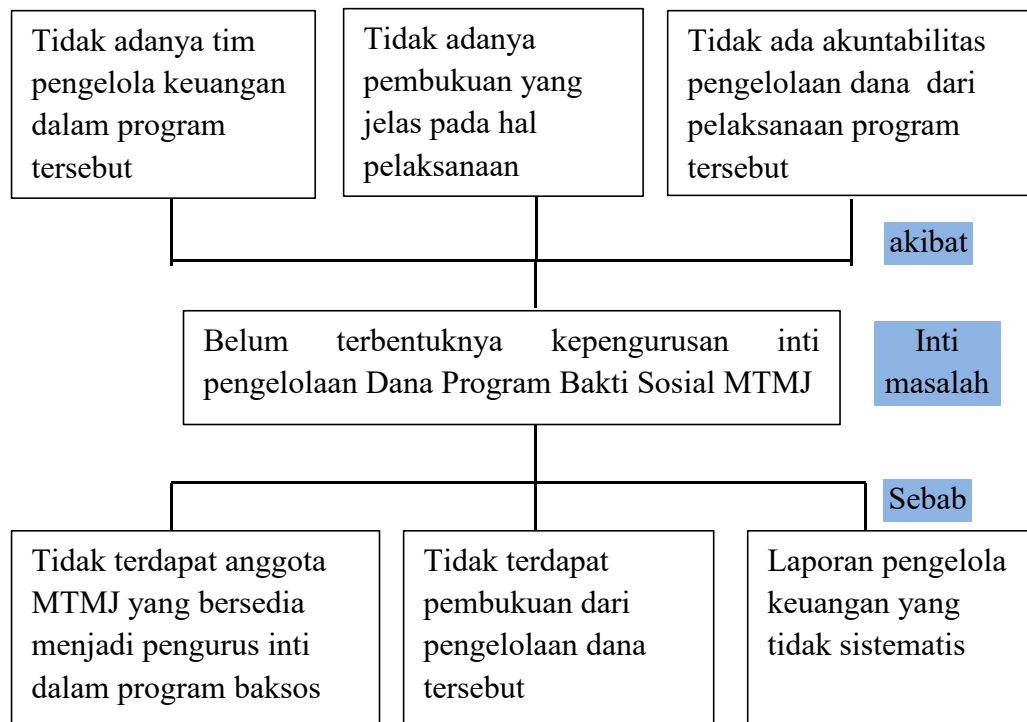 Tidak adanya tim
pengelola keuangan
dalam program
tersebut
Tidak adanya
pembukuan yang
jelas pada hal
pelaksanaan
Tidak ada akuntabilitas
pengelolaan dana dari
pelaksanaan program
tersebut
akibat
Belum terbentuknya kepengurusan inti
pengelolaan Dana Program Bakti Sosial MTMJ
Inti
masalah
Sebab
Tidak terdapat anggota
MTMJ yang bersedia
menjadi pengurus inti
dalam program baksos
Tidak terdapat
pembukuan dari
pengelolaan dana
tersebut
Laporan pengelola
keuangan yang
tidak sistematis